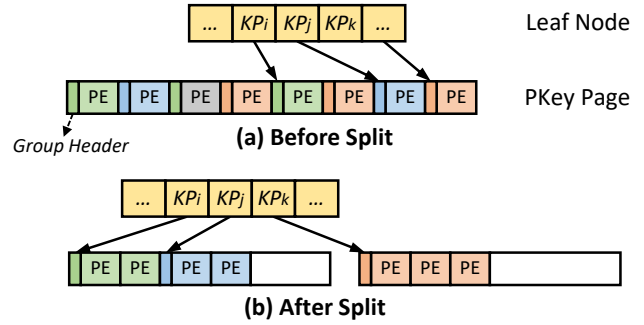 ... KPi KPj KPk ... Leaf Node
PE PE PE PE PE PE PE PE PKey Page
Group Header
(a) Before Split
... KPi KPj KPk ...
PE PE PE PE PE PE PE
(b) After Split